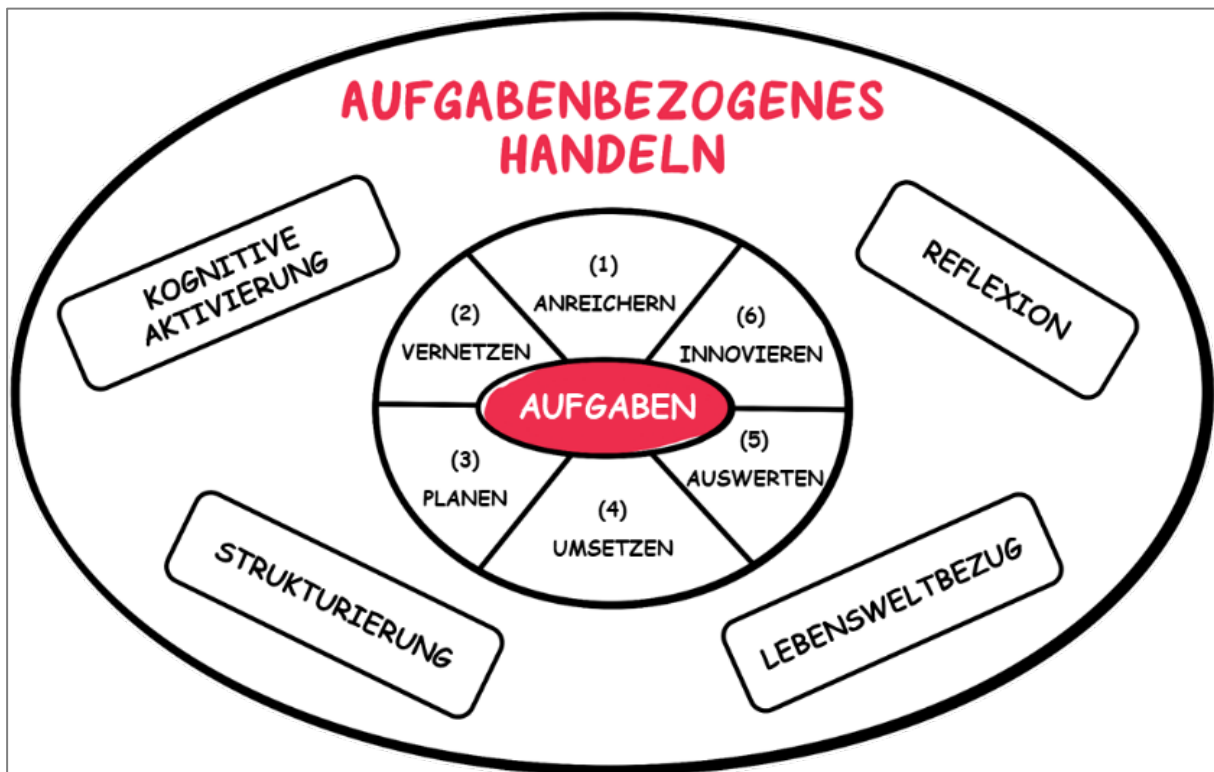 AUFGABENBEZOGENES
HANDELN
KOGNITIVE
AKTIVIERUNG
REFLEXION
(1)
ANREICHERN
(2)
VERNETZEN
(6)
INNOVIEREN
AUFGABEN
(3)
PLANEN
(5)
AUSWERTEN
(4)
UMSETZEN
STRUKTURIERUNG
LEBENSWELTBEZUG